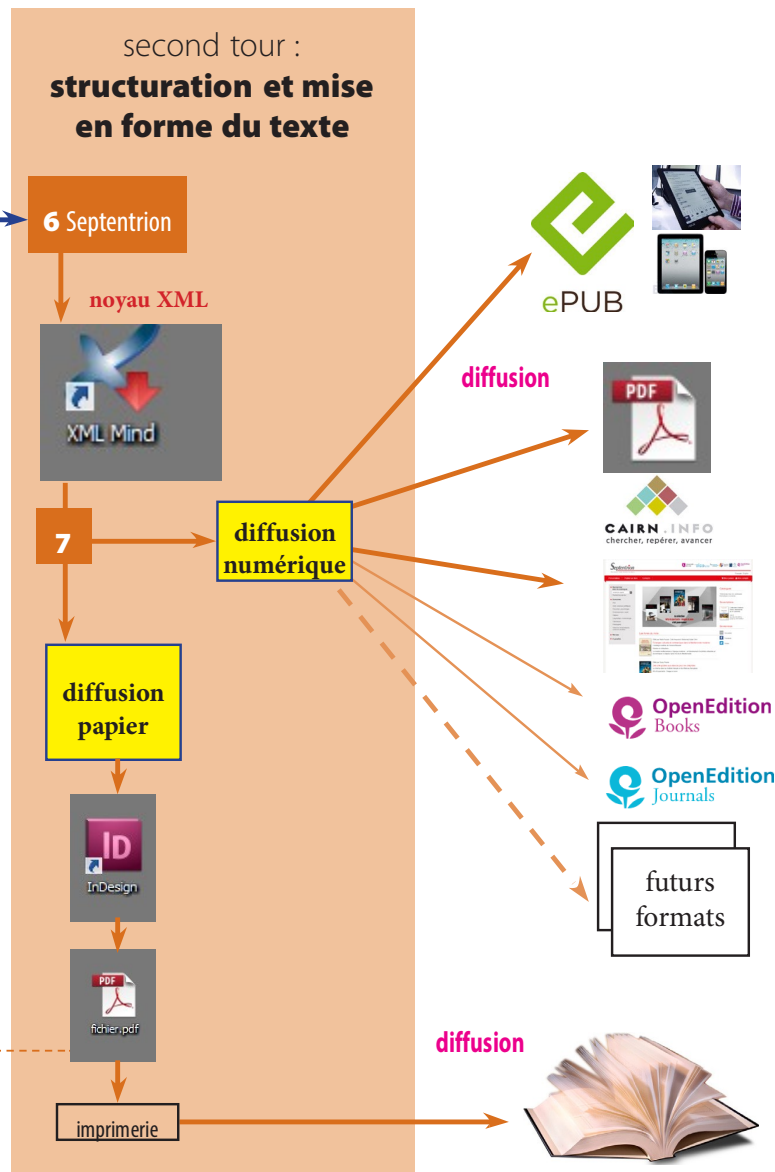 second tour :
structuration et mise
en forme du texte
6 Septentrion
noyau XML
XML Mind
7
diffusion
numérique
diffusion
papier
ID
InDesign
PDF
fichier.pdf
imprimerie
ePUB
diffusion
PDF
CAIRN.INFO
chercher, repérer, avancer
Septentrion
OpenEdition
Books
OpenEdition
Journals
futurs
formats
diffusion